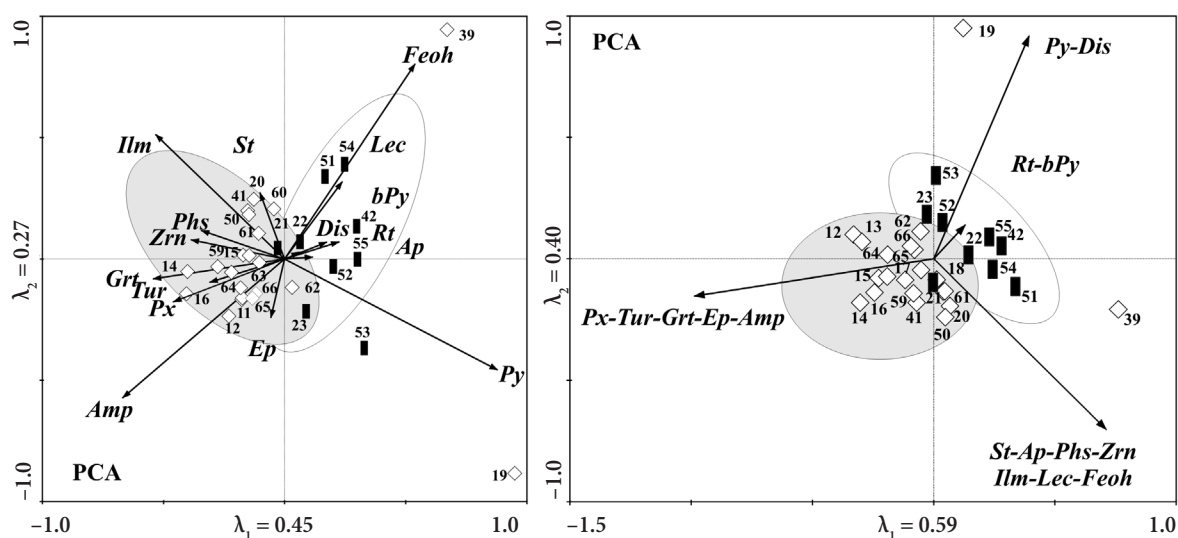 1.0
39
Feoh
Ilm
St
Lec
54
51
20
60
41
50
21
22
bPy
42
Phs
61
Dis
Rt
Zrn
59
15
55
Ap
14
63
52
Grt
Tur
16
64
66
62
Px
11
65
23
12
Ep
53
Amp
Py
PCA
19
λ₂ = 0.27
−1.0
−1.0
λ₁ = 0.45
1.0
1.0
PCA
19
Py-Dis
Rt-bPy
53
23
52
62
12
13
66
55
42
64
65
22
15
17
18
54
16
59
21
61
51
14
41
20
50
39
Px-Tur-Grt-Ep-Amp
St-Ap-Phs-Zrn
Ilm-Lec-Feoh
λ₂ = 0.40
−1.0
−1.5
λ₁ = 0.59
1.0